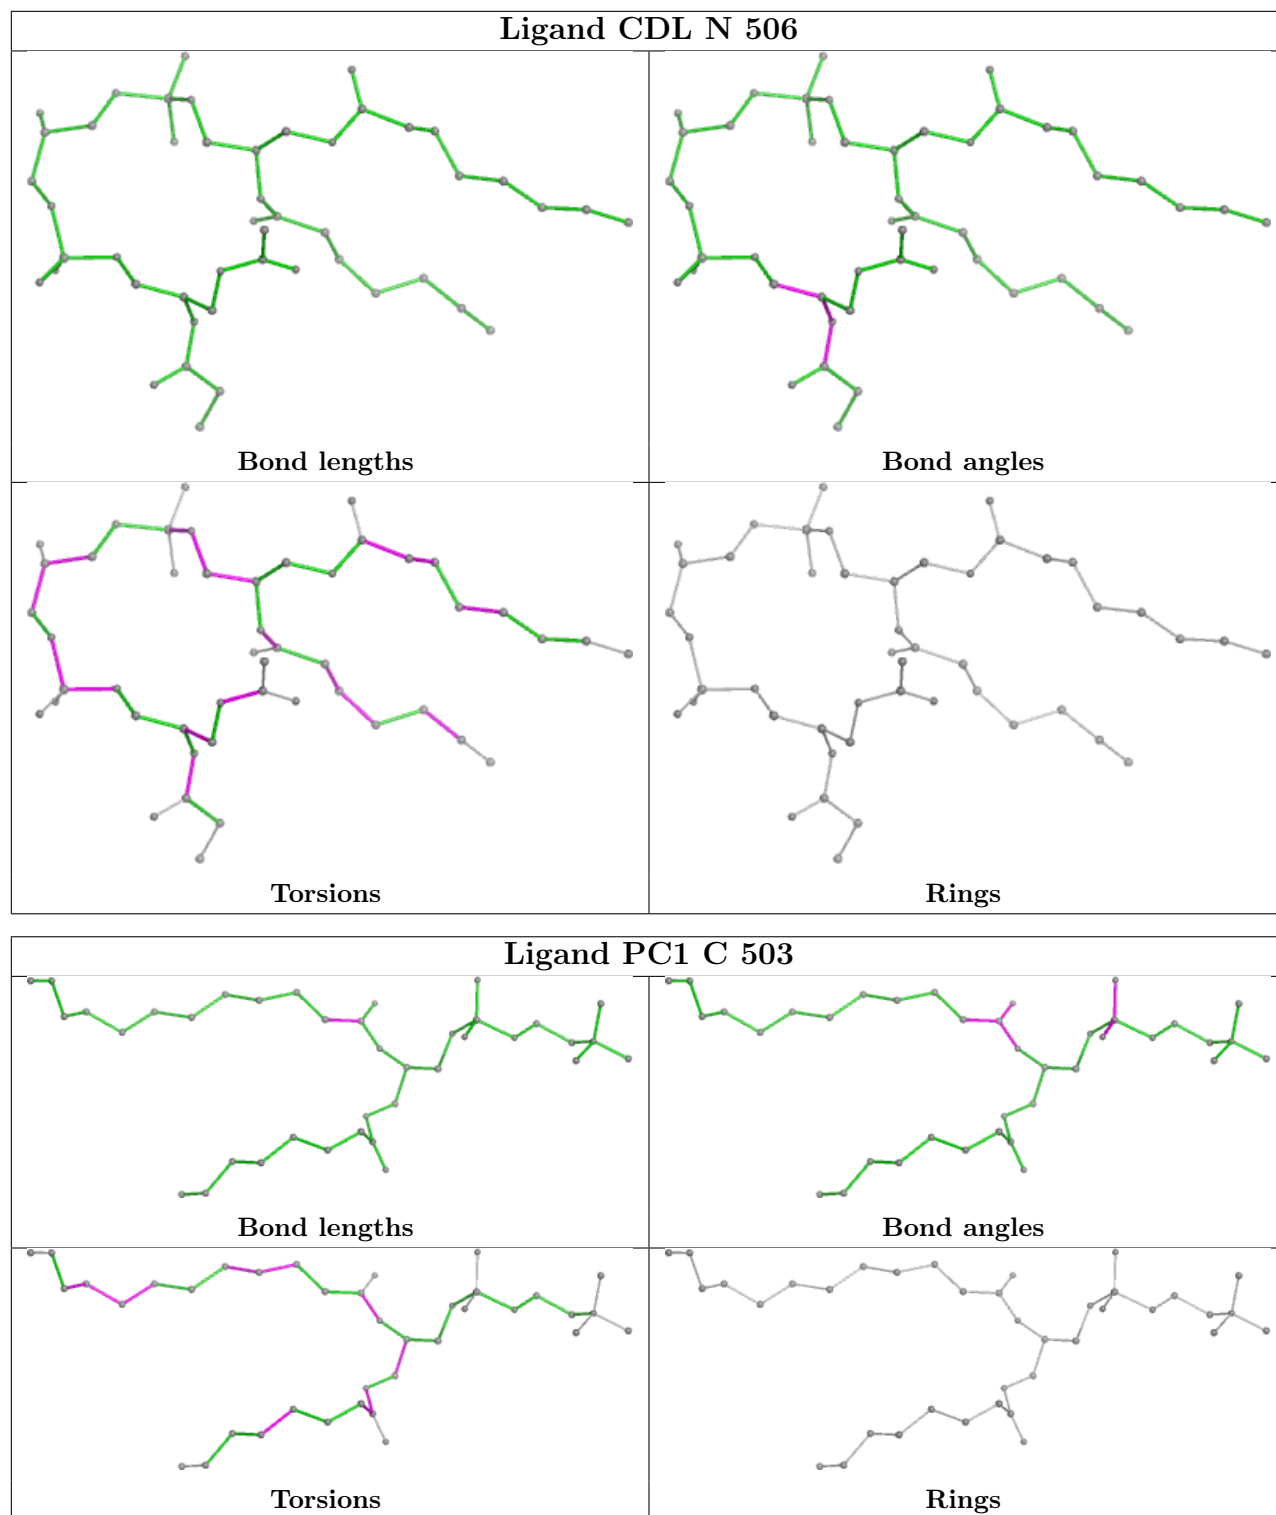 Ligand CDL N 506
Bond lengths
Bond angles
Torsions
Rings
Ligand PC1 C 503
Bond lengths
Bond angles
Torsions
Rings